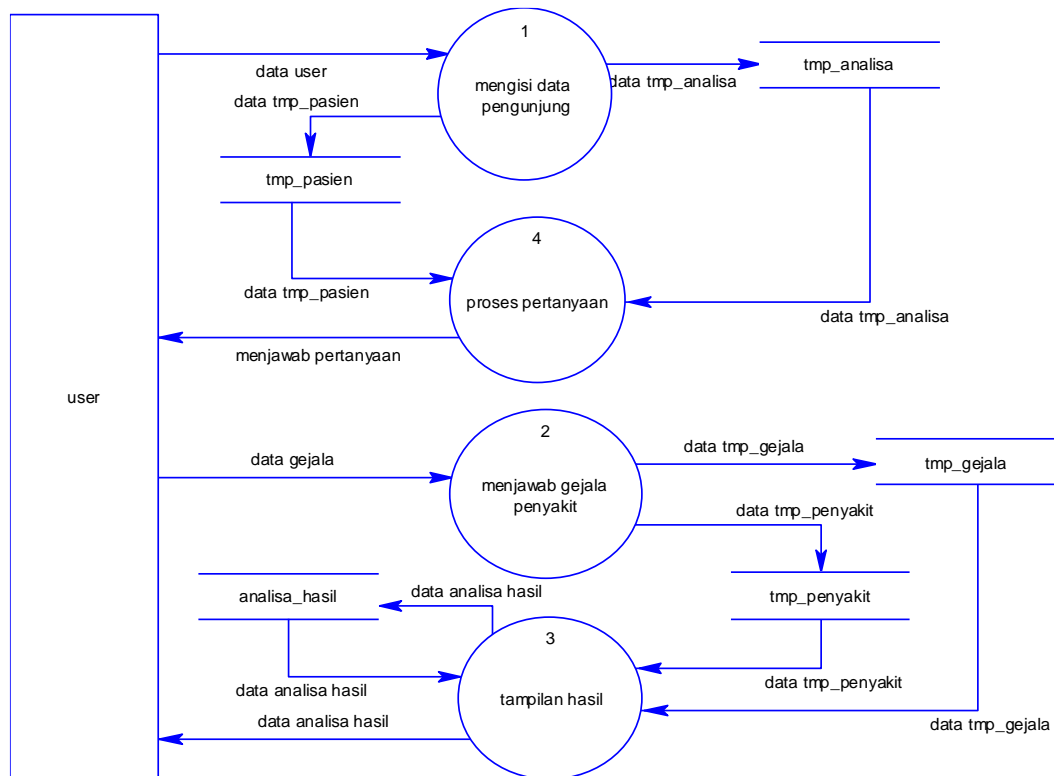 1
mengisi data
pengunjung
data user
data tmp_analisa
tmp_analisa
data tmp_pasien
tmp_pasien
4
proses pertanyaan
data tmp_pasien
data tmp_analisa
menjawab pertanyaan
user
2
menjawab gejala
penyakit
data gejala
data tmp_gejala
tmp_gejala
data tmp_penyakit
tmp_penyakit
analisa_hasil
data analisa hasil
3
tampilan hasil
data analisa hasil
data tmp_penyakit
data analisa hasil
data tmp_gejala